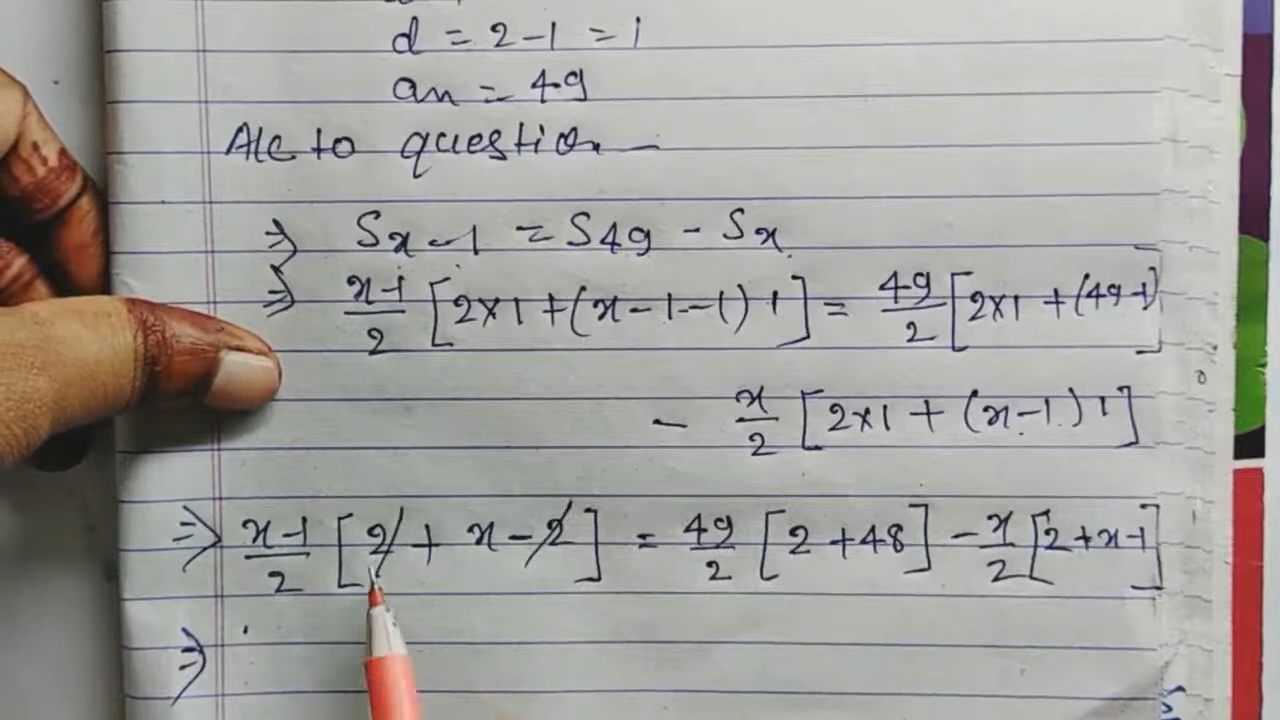 d = 2-1 = 1
an = 49
A/c to question —
⇒ Sx-1 = S49 - Sx
⇒ x-1/2 [2×1+(x-1-1)1] = 49/2 [2×1+(49-1)]
- x/2 [2×1+(x-1)1]
⇒ x-1/2 [2+x-2] = 49/2 [2+48] - x/2 [2+x-1]
⇒